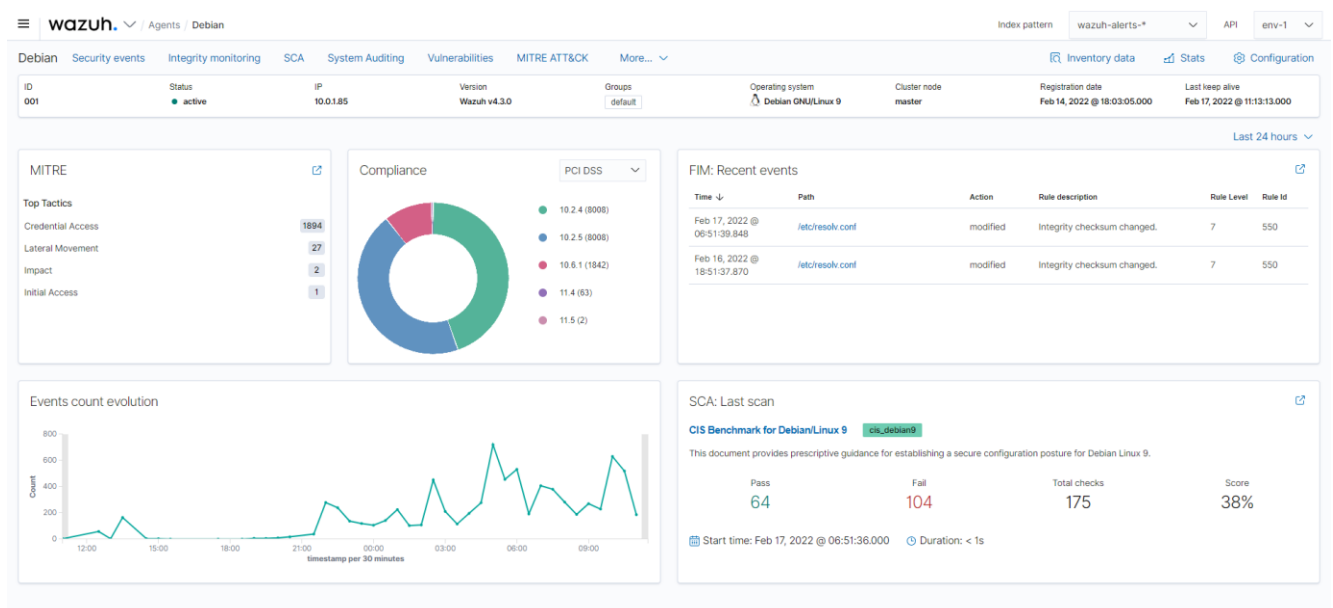 wazuh. Agents / Debian Index pattern wazuh-alerts-* API env-1
Debian Security events Integrity monitoring SCA System Auditing Vulnerabilities MITRE ATT&CK More... Inventory data Stats Configuration
ID Status IP Version Groups Operating system Cluster node Registration date Last keep alive
001 active 10.0.1.85 Wazuh v4.3.0 default Debian GNU/Linux 9 master Feb 14, 2022 @ 18:03:05.000 Feb 17, 2022 @ 11:13:13.000
Last 24 hours
MITRE
Top Tactics
Credential Access 1894
Lateral Movement 27
Impact 2
Initial Access 1
Compliance PCI DSS
10.2.4 (8008)
10.2.5 (8008)
10.6.1 (1842)
11.4 (63)
11.5 (2)
FIM: Recent events
Time Path Action Rule description Rule Level Rule Id
Feb 17, 2022 @
06:51:39.848 /etc/resolv.conf modified Integrity checksum changed. 7 550
Feb 16, 2022 @
18:51:37.870 /etc/resolv.conf modified Integrity checksum changed. 7 550
Events count evolution
Count
800
600
400
200
0
12:00 15:00 18:00 21:00 00:00 03:00 06:00 09:00
timestamp per 30 minutes
SCA: Last scan
CIS Benchmark for Debian/Linux 9 cis_debian9
This document provides prescriptive guidance for establishing a secure configuration posture for Debian Linux 9.
Pass Fail Total checks Score
64 104 175 38%
Start time: Feb 17, 2022 @ 06:51:36.000 Duration: < 1s